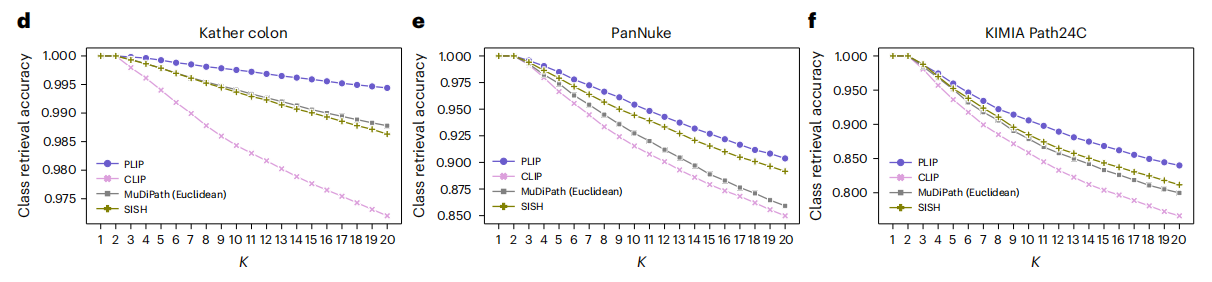 d
Kather colon
Class retrieval accuracy
1.000
0.995
0.990
0.985
0.980
0.975
PLIP
CLIP
MuDiPath (Euclidean)
SISH
1 2 3 4 5 6 7 8 9 10 11 12 13 14 15 16 17 18 19 20
K
e
PanNuke
Class retrieval accuracy
1.000
0.975
0.950
0.925
0.900
0.875
0.850
PLIP
CLIP
MuDiPath (Euclidean)
SISH
1 2 3 4 5 6 7 8 9 10 11 12 13 14 15 16 17 18 19 20
K
f
KIMIA Path24C
Class retrieval accuracy
1.000
0.950
0.900
0.850
0.800
PLIP
CLIP
MuDiPath (Euclidean)
SISH
1 2 3 4 5 6 7 8 9 10 11 12 13 14 15 16 17 18 19 20
K